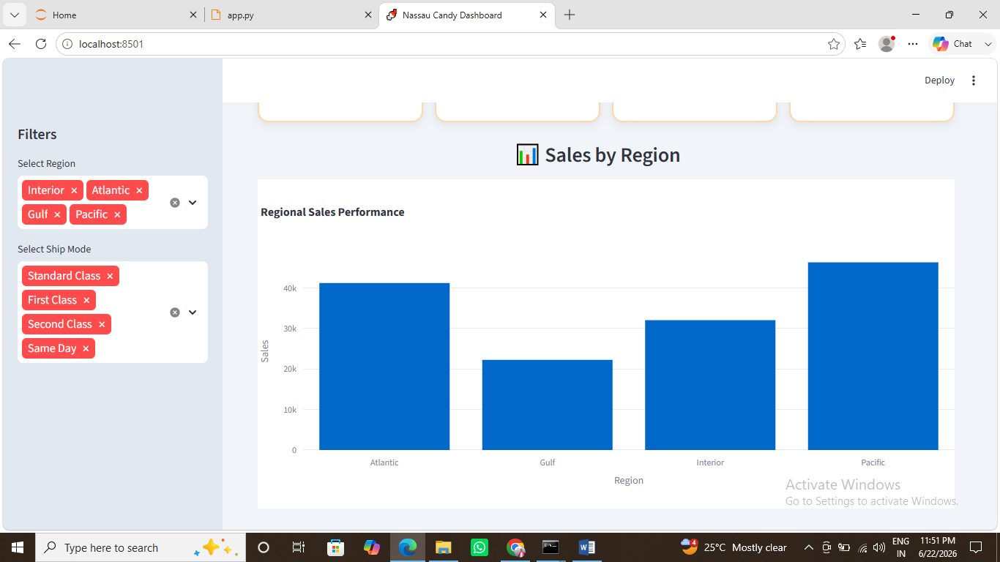 Home
app.py
Nassau Candy Dashboard
localhost:8501
Chat
Deploy
Filters
Select Region
Interior
Atlantic
Gulf
Pacific
Select Ship Mode
Standard Class
First Class
Second Class
Same Day
Sales by Region
Regional Sales Performance
Sales
40k
30k
20k
10k
0
Atlantic
Gulf
Interior
Pacific
Region
Activate Windows
Go to Settings to activate Windows.
Type here to search
4
25°C Mostly clear
ENG
IN
11:51 PM
6/22/2026